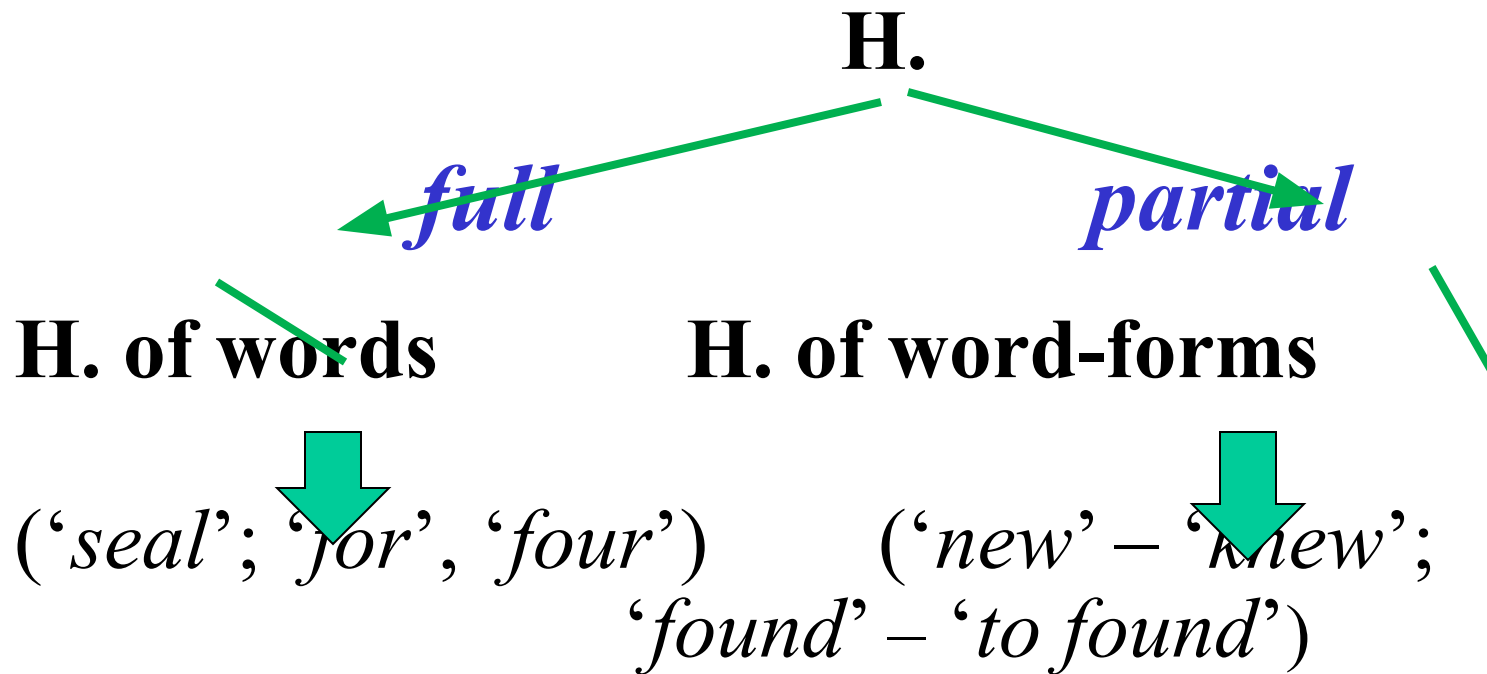 H.
full partial
H. of words H. of word-forms
(‘seal’; ‘for’, ‘four’) (‘new’ – ‘knew’;
‘found’ – ‘to found’)